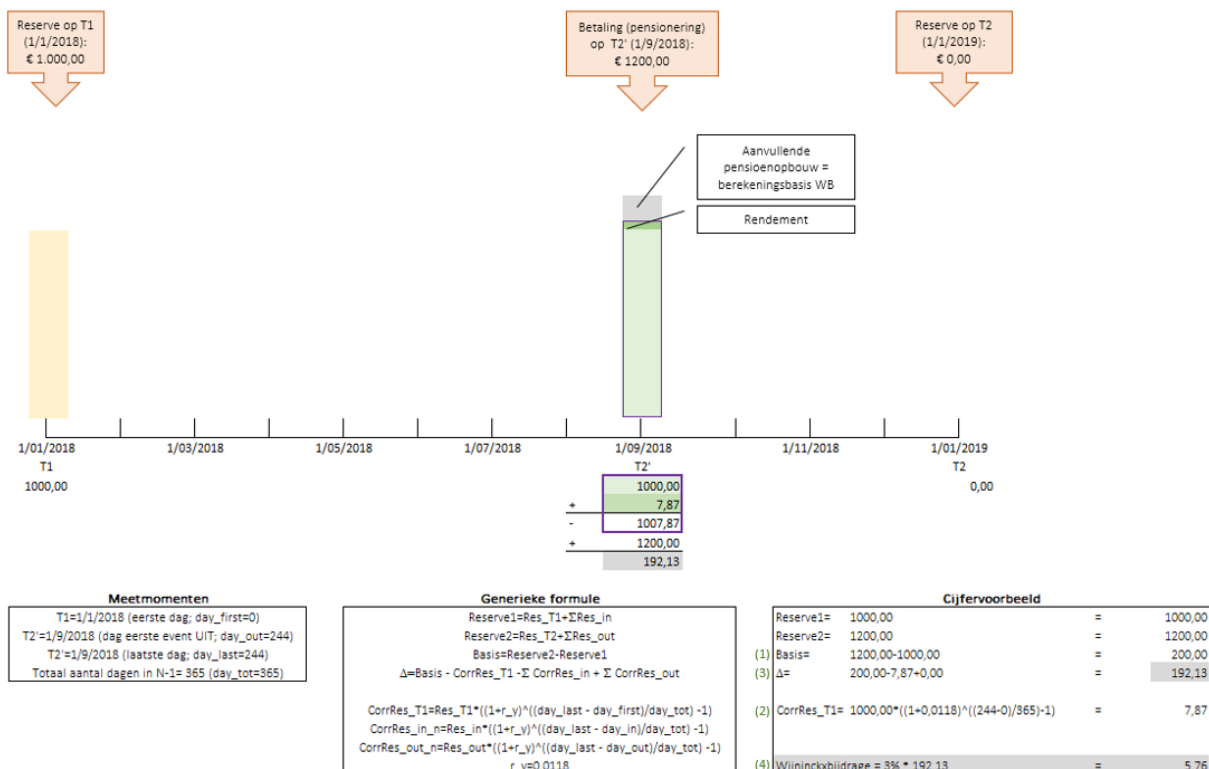 Reserve op T1
(1/1/2018):
€ 1.000,00
Betaling (pensionering)
op T2' (1/9/2018):
€ 1200,00
Reserve op T2
(1/1/2019):
€ 0,00
Aanvullende
pensioenopbouw =
berekeningsbasis WB
Rendement
1/01/2018 1/03/2018 1/05/2018 1/07/2018 1/09/2018 1/11/2018 1/01/2019
T1 T2' T2
1000,00 1000,00 0,00
+ 7,87
- 1007,87
+ 1200,00
192,13
Meetmomenten
T1=1/1/2018 (eerste dag; day_first=0)
T2'=1/9/2018 (dag eerste event UIT; day_out=244)
T2'=1/9/2018 (laatste dag; day_last=244)
Totaal aantal dagen in N-1= 365 (day_tot=365)
Generieke formule
Reserve1=Res_T1+ΣRes_in
Reserve2=Res_T2+ΣRes_out
Basis=Reserve2-Reserve1
Δ=Basis - CorrRes_T1 -Σ CorrRes_in + Σ CorrRes_out
CorrRes_T1=Res_T1*((1+r_y)^((day_last - day_first)/day_tot) -1)
CorrRes_in_n=Res_in*((1+r_y)^((day_last - day_in)/day_tot) -1)
CorrRes_out_n=Res_out*((1+r_y)^((day_last - day_out)/day_tot) -1)
r_y=0,0118
Cijfervoorbeeld
Reserve1= 1000,00 = 1000,00
Reserve2= 1200,00 = 1200,00
(1) Basis= 1200,00-1000,00 = 200,00
(3) Δ= 200,00-7,87+0,00 = 192,13
(2) CorrRes_T1= 1000,00*((1+0,0118)^((244-0)/365)-1) = 7,87
(4) Wijninckxbijdrage = 3% * 192,13 = 5,76